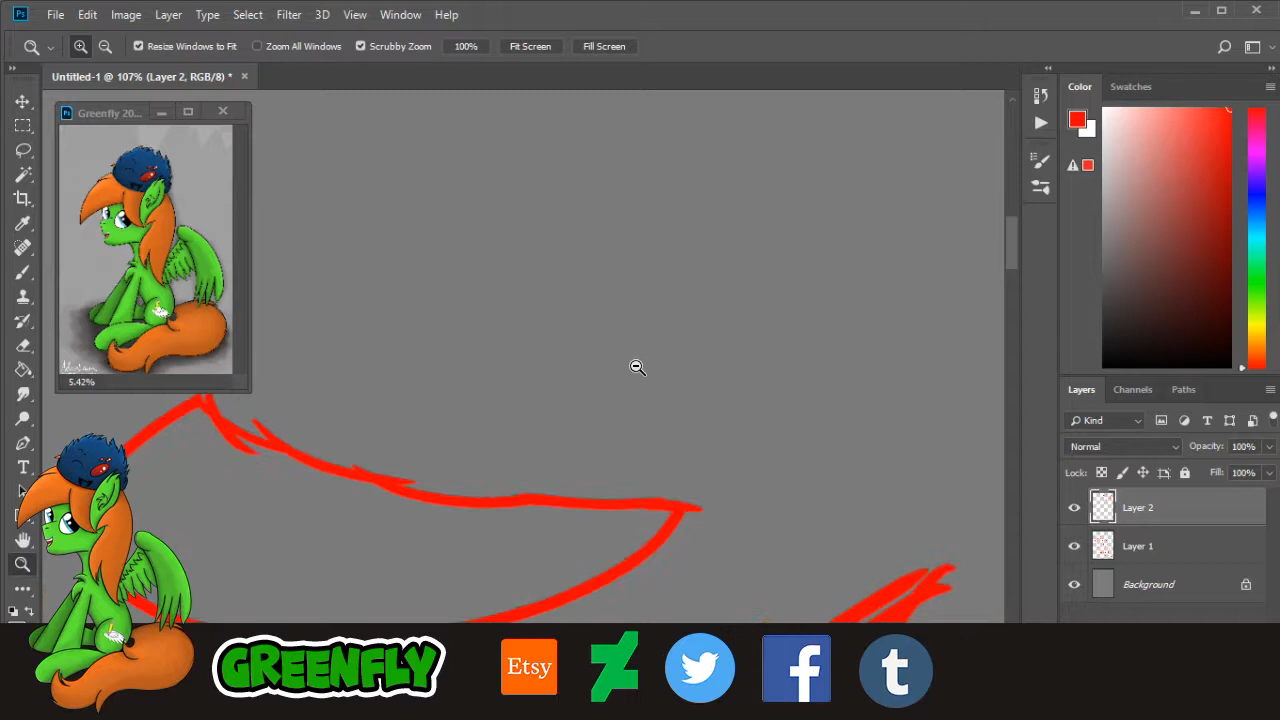 Ps File Edit Image Layer Type Select Filter 3D View Window Help
Resize Windows to Fit Zoom All Windows Scrubby Zoom 100% Fit Screen Fill Screen
Untitled-1 @ 107% (Layer 2, RGB/8) *
Color Swatches
Greenfly 20...
5.42%
Layers Channels Paths
Kind
Normal Opacity: 100%
Lock: Fill: 100%
Layer 2
Layer 1
Background
GREENFLY Etsy